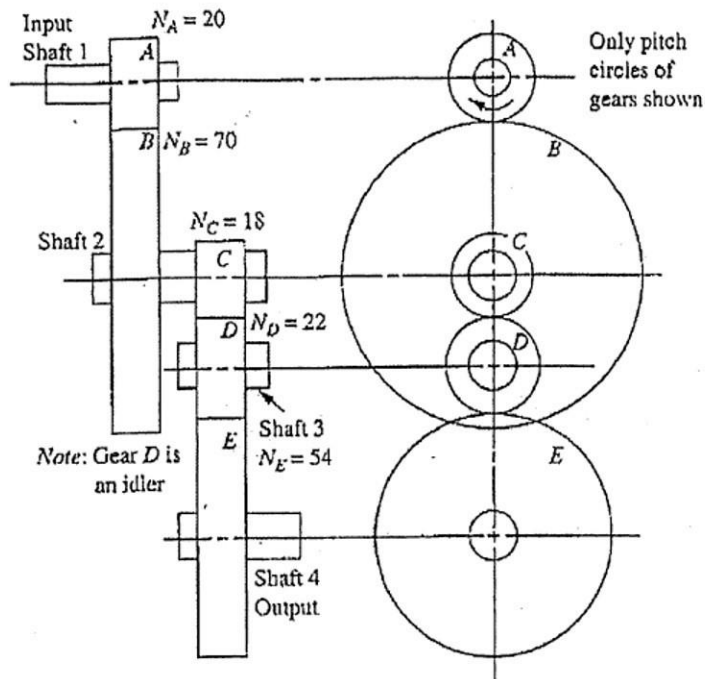 Input
Shaft 1
N_A = 20
A
B
N_B = 70
Shaft 2
N_C = 18
C
D
N_D = 22
E
Shaft 3
N_E = 54
Note: Gear D is
an idler
Shaft 4
Output
A
B
C
D
E
Only pitch
circles of
gears shown